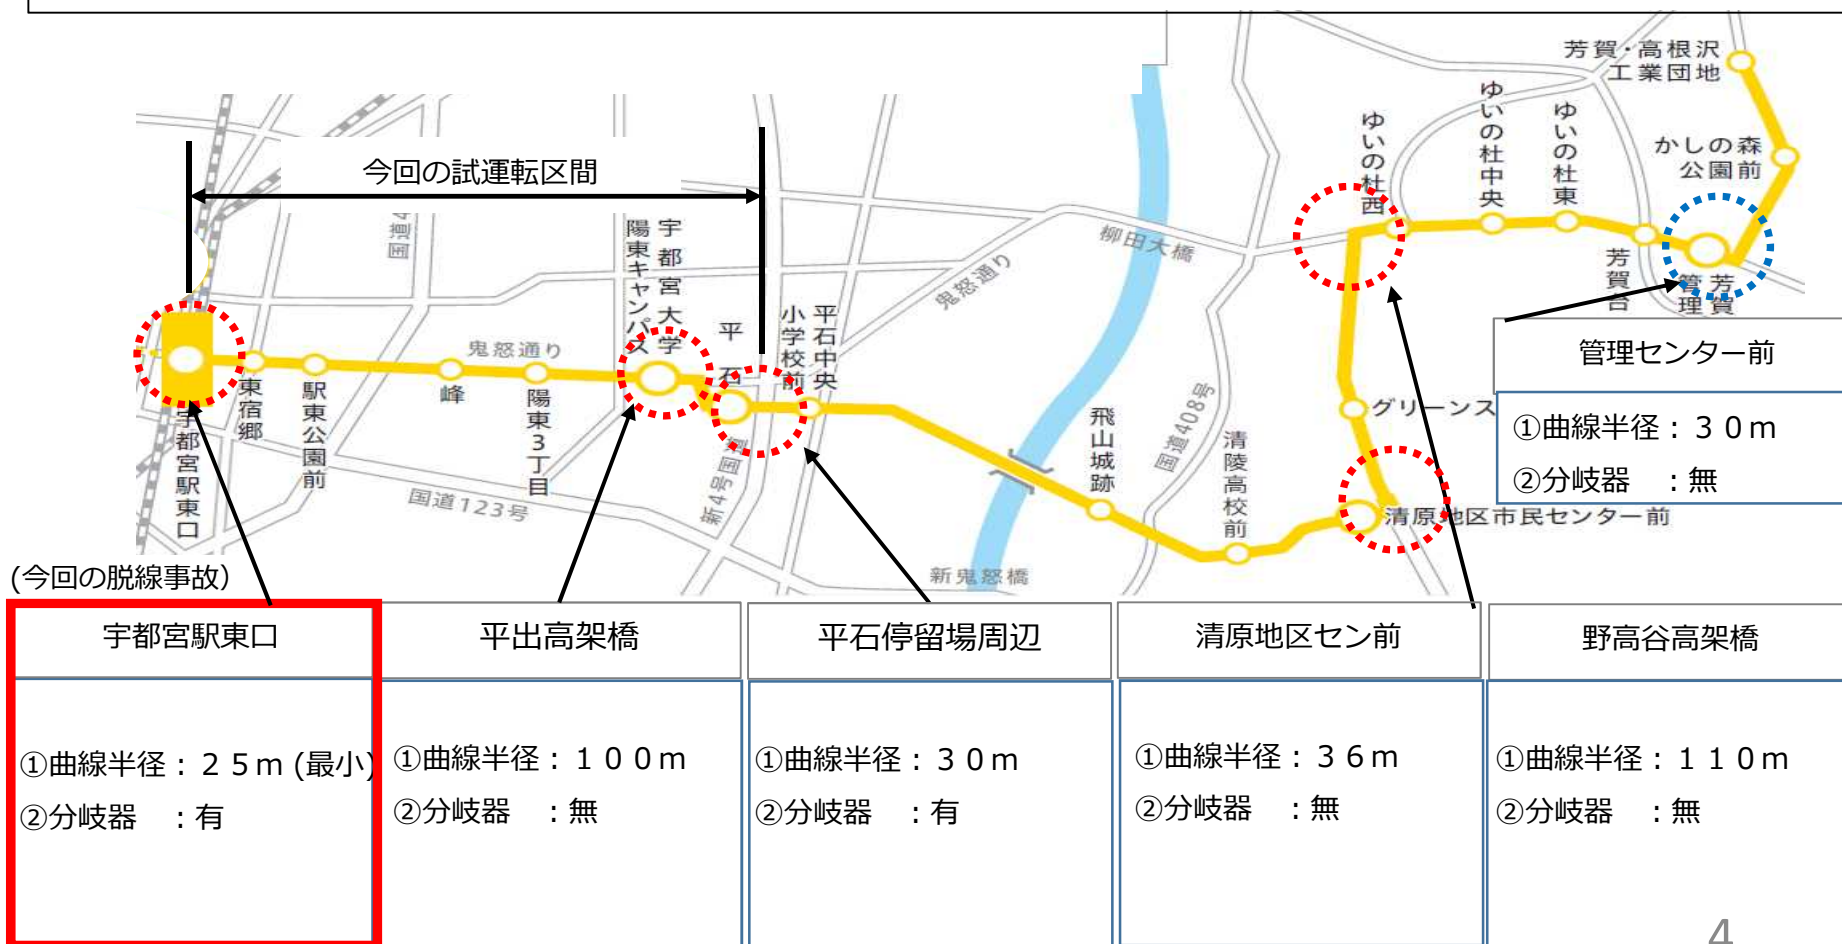 芳賀・高根沢
工業団地
かしの森
公園前
ゆいの杜東
ゆいの杜中央
ゆいの杜西
芳賀台
芳賀
管理
今回の試運転区間
国道4
宇都宮大学
陽東キャンパス
平石
平石中央
小学校前
鬼怒通り
柳田大橋
鬼怒通り
宇都宮駅東口
東宿郷
駅東公園前
峰
陽東3丁目
国道123号
新4号国道
飛山城跡
国道408号
清陵高校前
グリーンス
清原地区市民センター前
新鬼怒橋
管理センター前
①曲線半径：30m
②分岐器　：無
(今回の脱線事故）
宇都宮駅東口
①曲線半径：25m (最小)
②分岐器　：有
平出高架橋
①曲線半径：100m
②分岐器　：無
平石停留場周辺
①曲線半径：30m
②分岐器　：有
清原地区セン前
①曲線半径：36m
②分岐器　：無
野高谷高架橋
①曲線半径：110m
②分岐器　：無
4